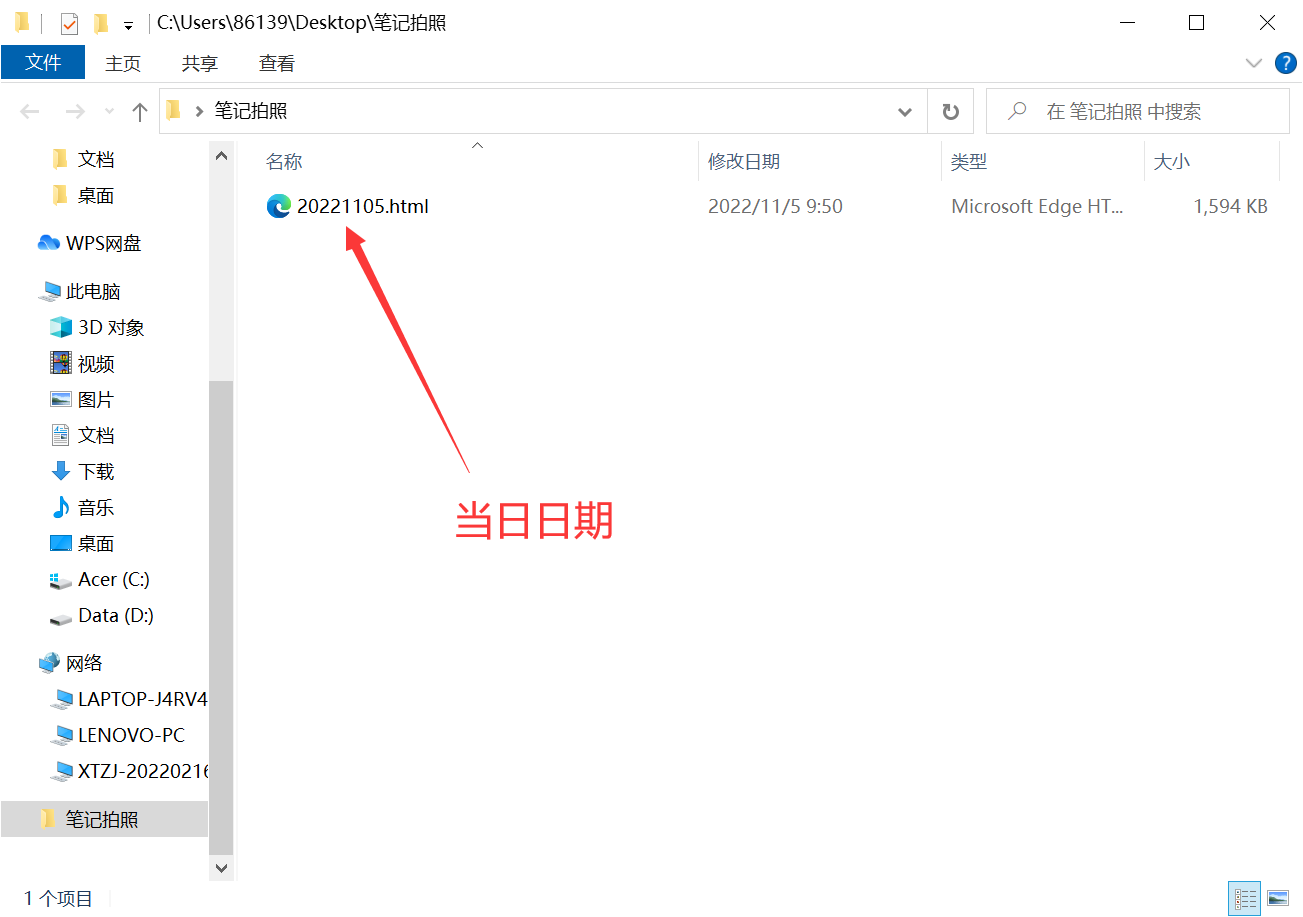 C:\Users\86139\Desktop\笔记拍照
文件 主页 共享 查看
笔记拍照
在 笔记拍照 中搜索
文档
桌面
WPS网盘
此电脑
3D 对象
视频
图片
文档
下载
音乐
桌面
Acer (C:)
Data (D:)
网络
LAPTOP-J4RV4
LENOVO-PC
XTZJ-20220216
笔记拍照
名称 修改日期 类型 大小
20221105.html 2022/11/5 9:50 Microsoft Edge HT... 1,594 KB
当日日期
1 个项目